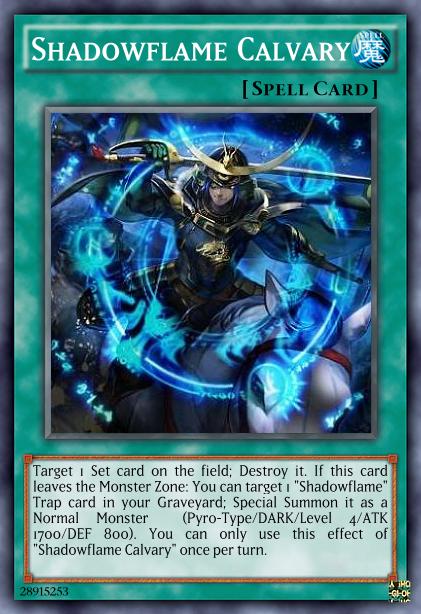 SHADOWFLAME CALVARY
SPELL
魔
[SPELL CARD]
Target 1 Set card on the field; Destroy it. If this card
leaves the Monster Zone: You can target 1 "Shadowflame"
Trap card in your Graveyard; Special Summon it as a
Normal Monster (Pyro-Type/DARK/Level 4/ATK
1700/DEF 800). You can only use this effect of
"Shadowflame Calvary" once per turn.
28915253